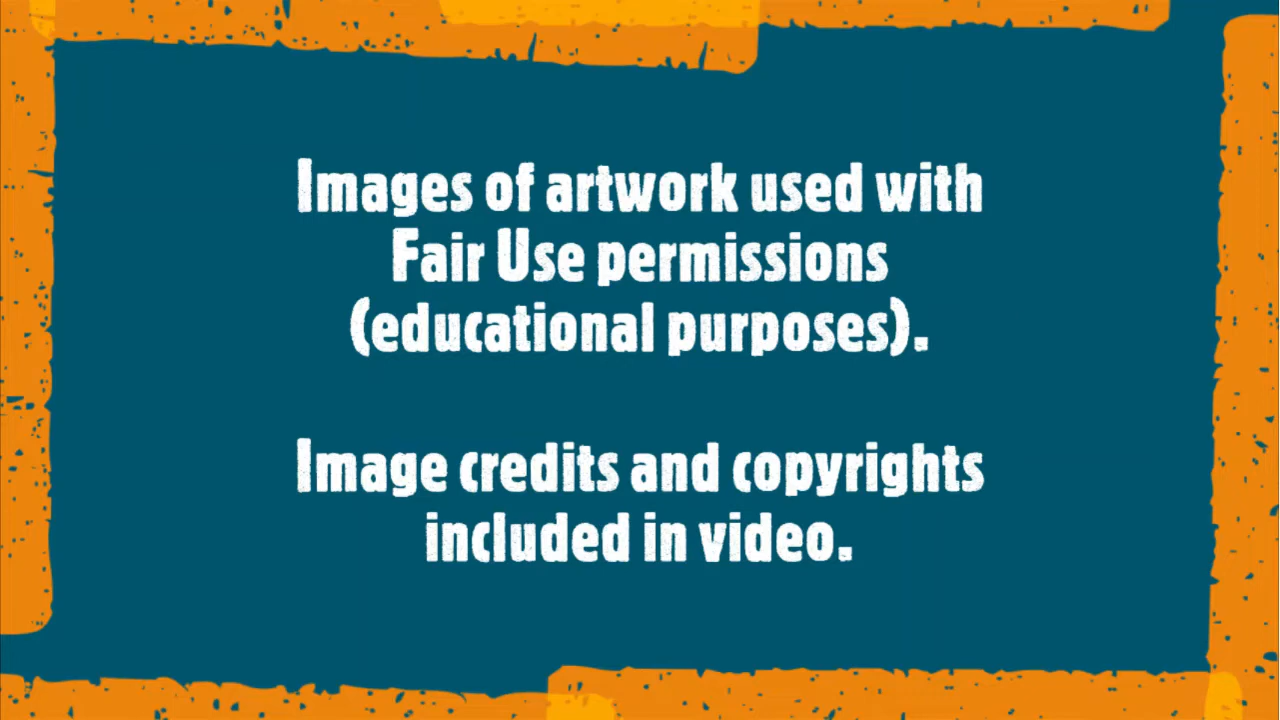 Images of artwork used with
Fair Use permissions
(educational purposes).
Image credits and copyrights
included in video.